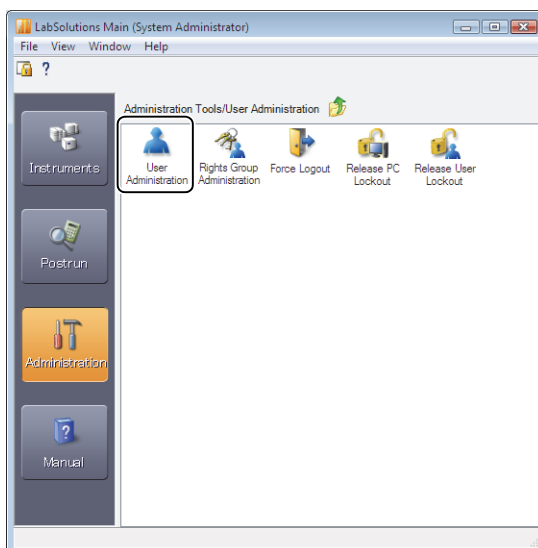 LabSolutions Main (System Administrator)
File View Window Help
?
Administration Tools/User Administration
Instruments
User Administration
Rights Group Administration
Force Logout
Release PC Lockout
Release User Lockout
Postrun
Administration
?
Manual